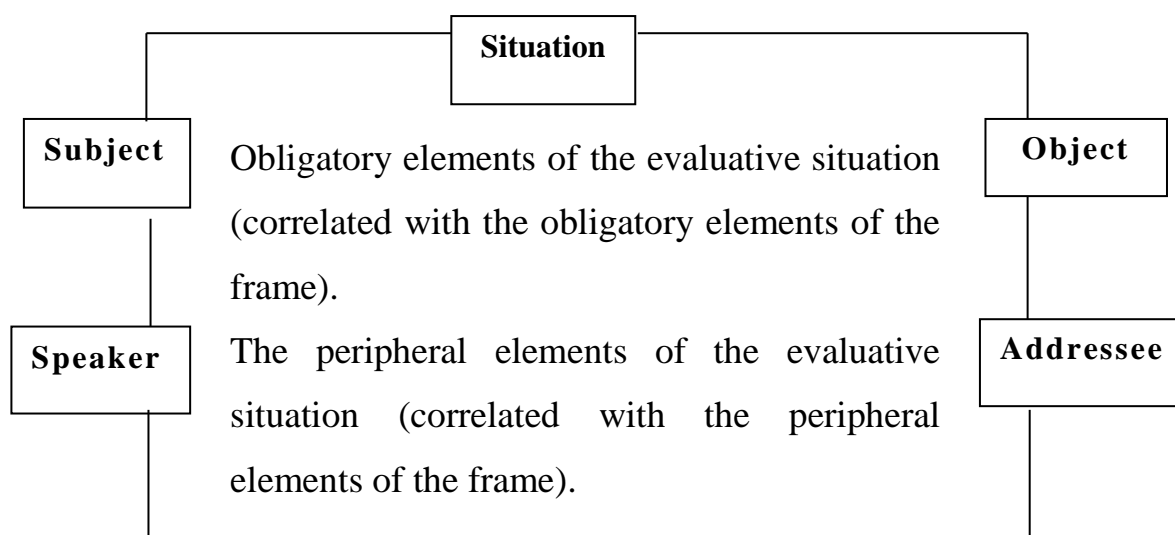 Situation
Subject
Object
Obligatory elements of the evaluative situation
(correlated with the obligatory elements of the
frame).
Speaker
Addressee
The peripheral elements of the evaluative
situation (correlated with the peripheral
elements of the frame).